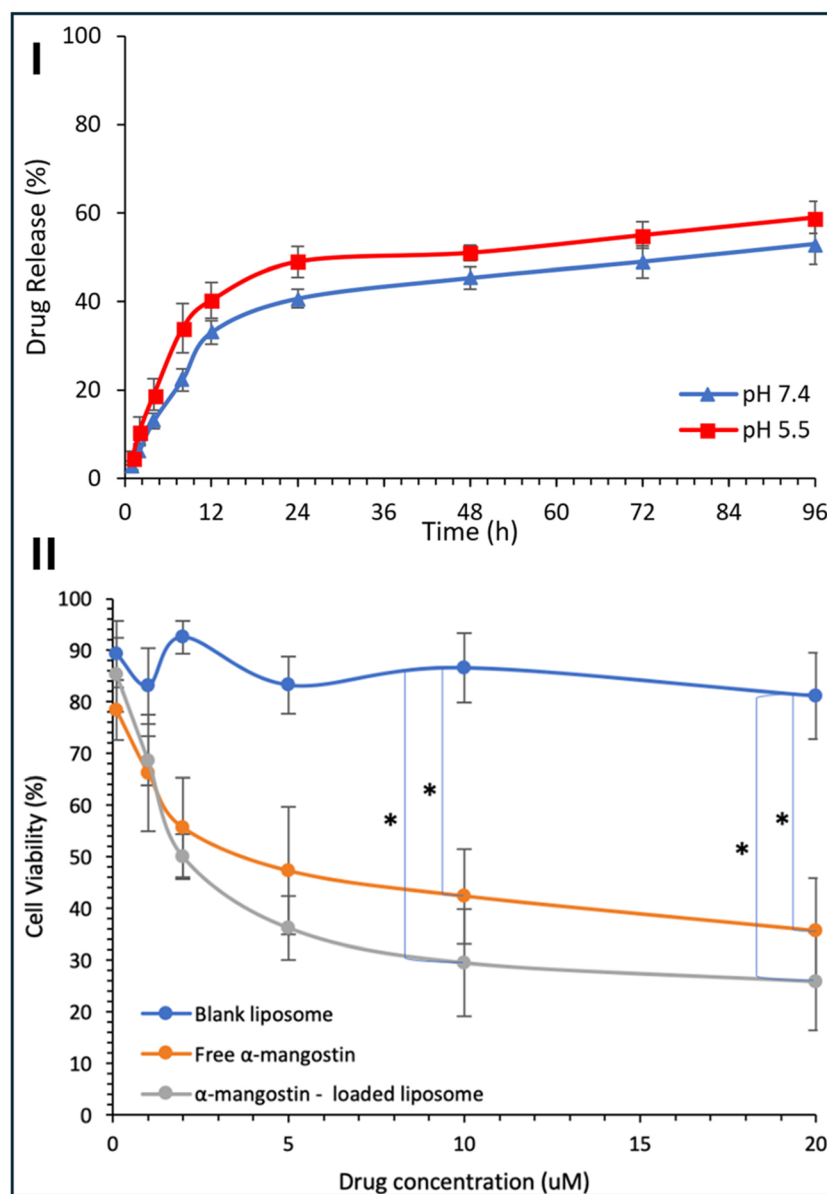 I
100
80
60
40
20
0
Drug Release (%)
pH 7.4
pH 5.5
0 12 24 36 48 60 72 84 96
Time (h)
II
100
90
80
70
60
50
40
30
20
10
0
Cell Viability (%)
*
*
*
*
Blank liposome
Free α-mangostin
α-mangostin - loaded liposome
0 5 10 15 20
Drug concentration (uM)